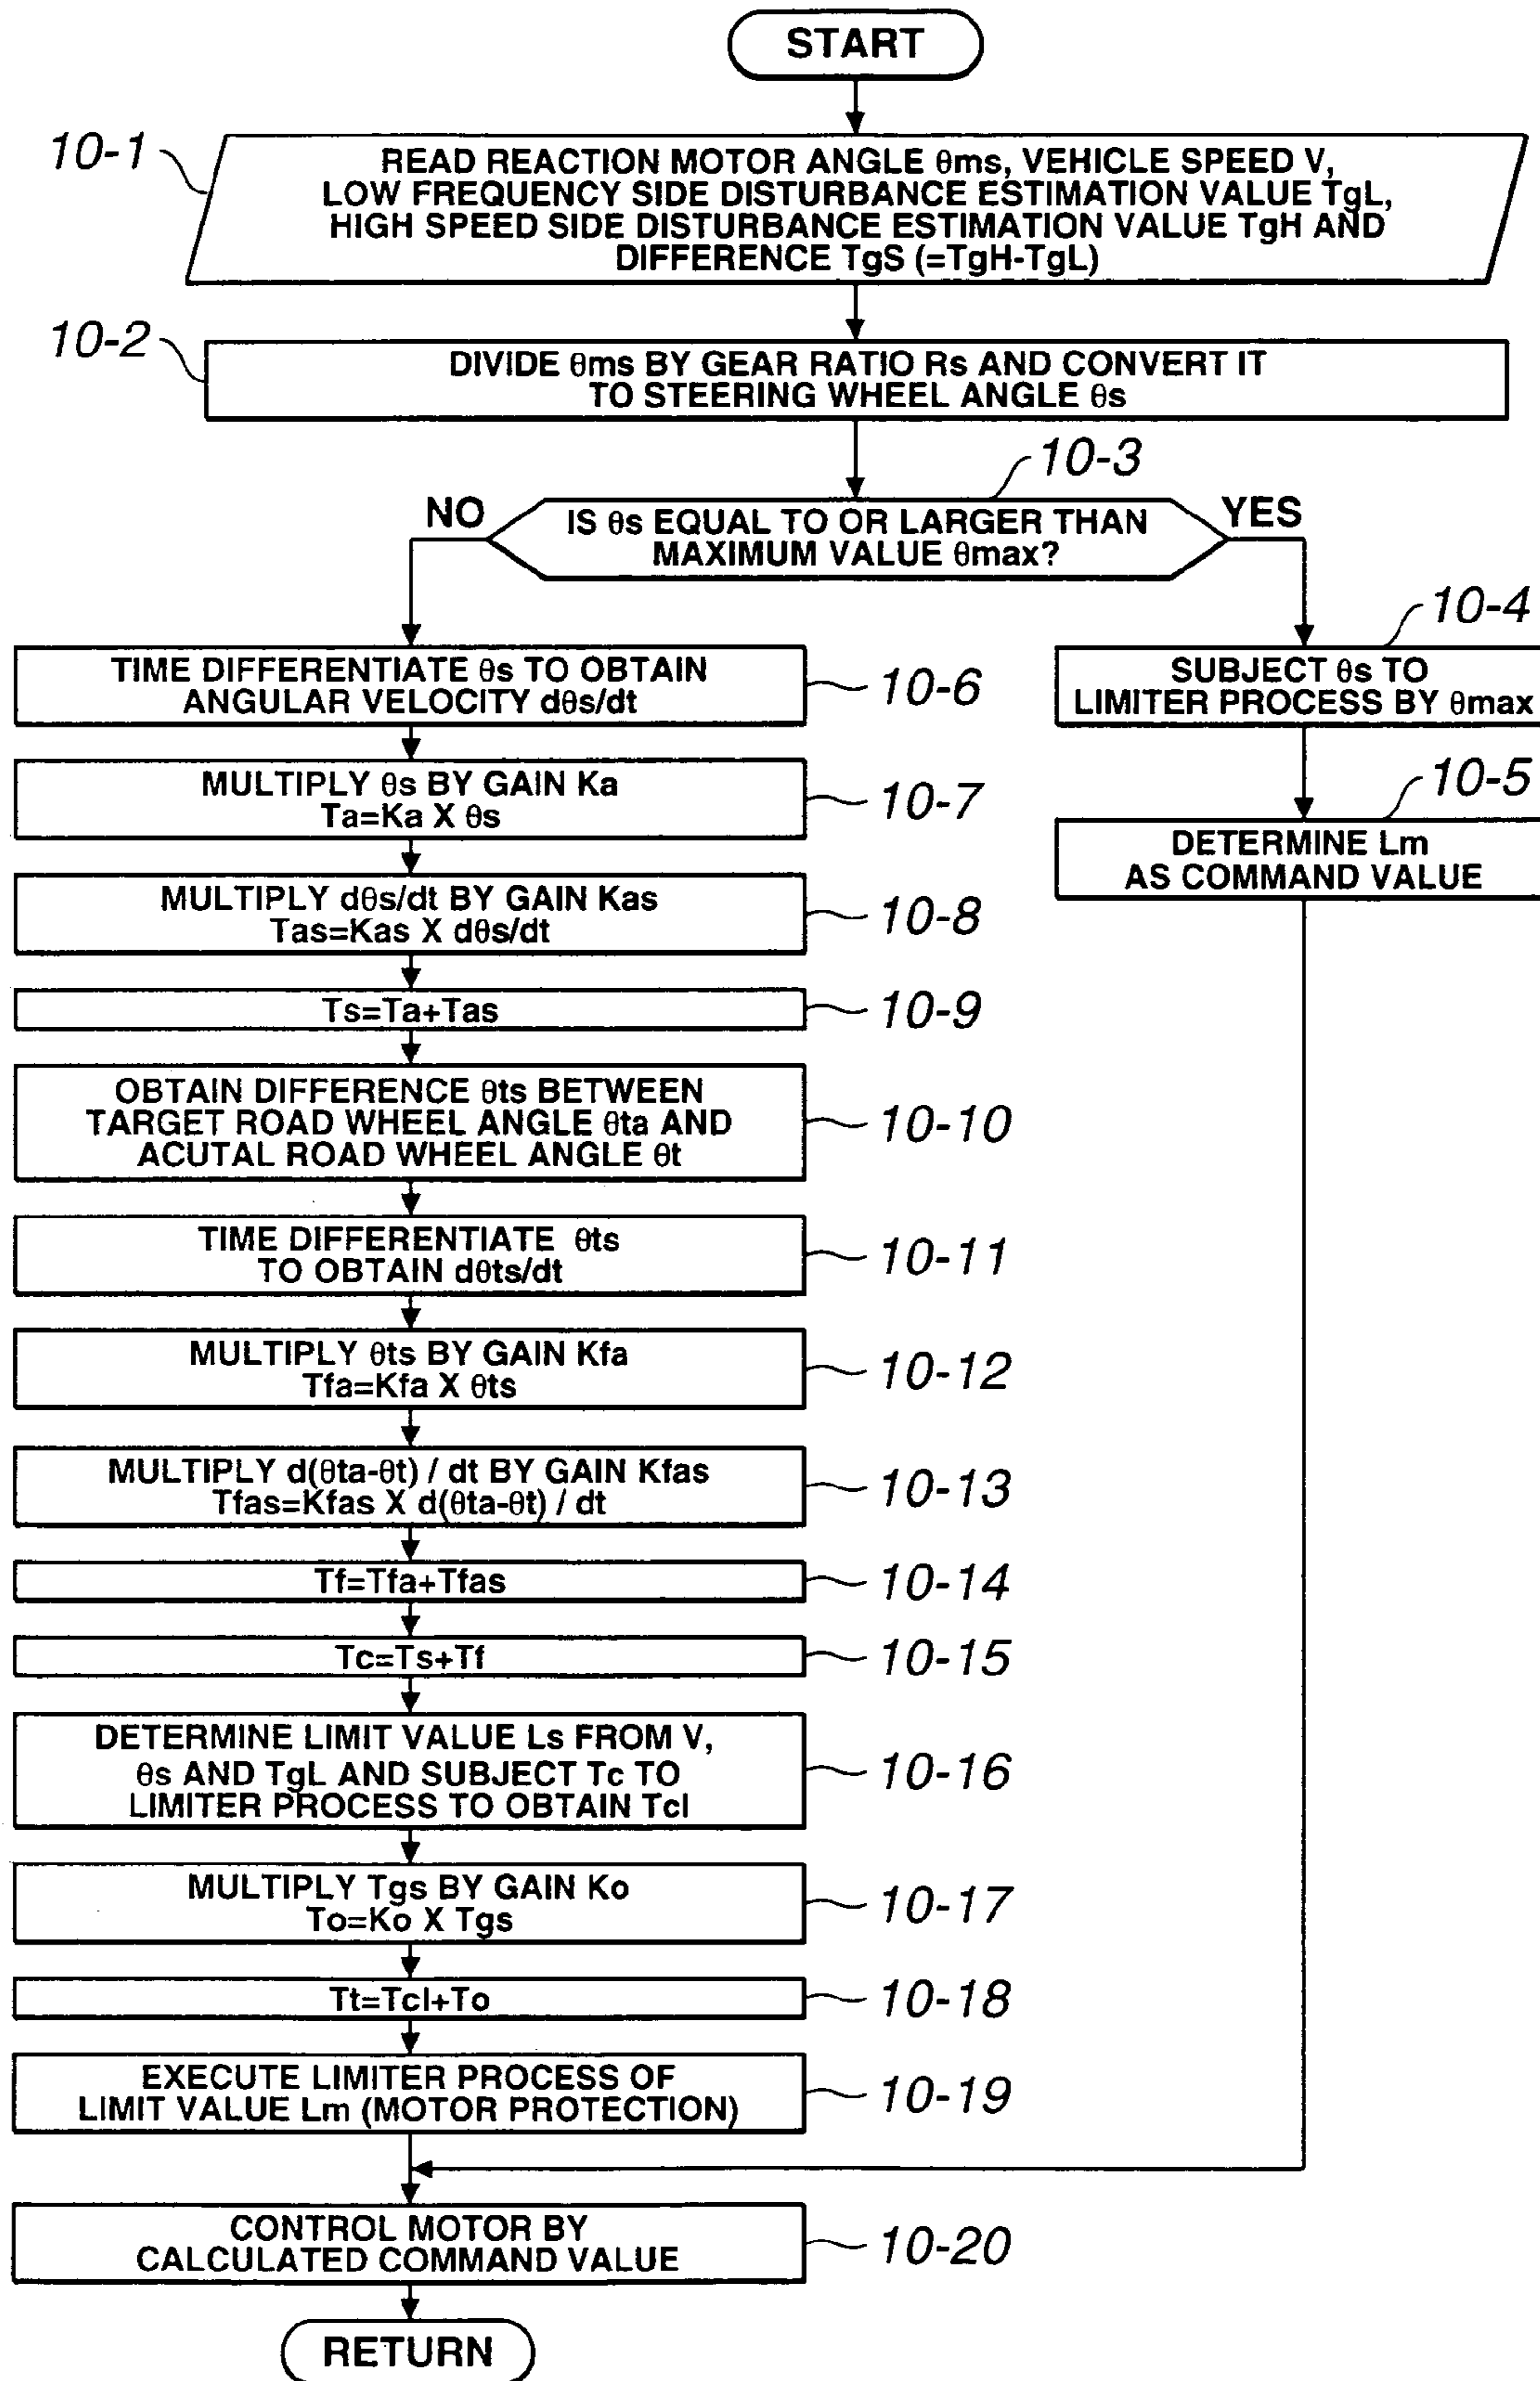 START
10-1
READ REACTION MOTOR ANGLE θms, VEHICLE SPEED V,
LOW FREQUENCY SIDE DISTURBANCE ESTIMATION VALUE TgL,
HIGH SPEED SIDE DISTURBANCE ESTIMATION VALUE TgH AND
DIFFERENCE TgS (=TgH-TgL)
10-2
DIVIDE θms BY GEAR RATIO Rs AND CONVERT IT
TO STEERING WHEEL ANGLE θs
10-3
NO
IS θs EQUAL TO OR LARGER THAN
MAXIMUM VALUE θmax?
YES
10-4
SUBJECT θs TO
LIMITER PROCESS BY θmax
10-5
DETERMINE Lm
AS COMMAND VALUE
TIME DIFFERENTIATE θs TO OBTAIN
ANGULAR VELOCITY dθs/dt
10-6
MULTIPLY θs BY GAIN Ka
Ta=Ka X θs
10-7
MULTIPLY dθs/dt BY GAIN Kas
Tas=Kas X dθs/dt
10-8
Ts=Ta+Tas
10-9
OBTAIN DIFFERENCE θts BETWEEN
TARGET ROAD WHEEL ANGLE θta AND
ACUTAL ROAD WHEEL ANGLE θt
10-10
TIME DIFFERENTIATE θts
TO OBTAIN dθts/dt
10-11
MULTIPLY θts BY GAIN Kfa
Tfa=Kfa X θts
10-12
MULTIPLY d(θta-θt) / dt BY GAIN Kfas
Tfas=Kfas X d(θta-θt) / dt
10-13
Tf=Tfa+Tfas
10-14
Tc=Ts+Tf
10-15
DETERMINE LIMIT VALUE Ls FROM V,
θs AND TgL AND SUBJECT Tc TO
LIMITER PROCESS TO OBTAIN Tcl
10-16
MULTIPLY Tgs BY GAIN Ko
To=Ko X Tgs
10-17
Tt=Tcl+To
10-18
EXECUTE LIMITER PROCESS OF
LIMIT VALUE Lm (MOTOR PROTECTION)
10-19
CONTROL MOTOR BY
CALCULATED COMMAND VALUE
10-20
RETURN